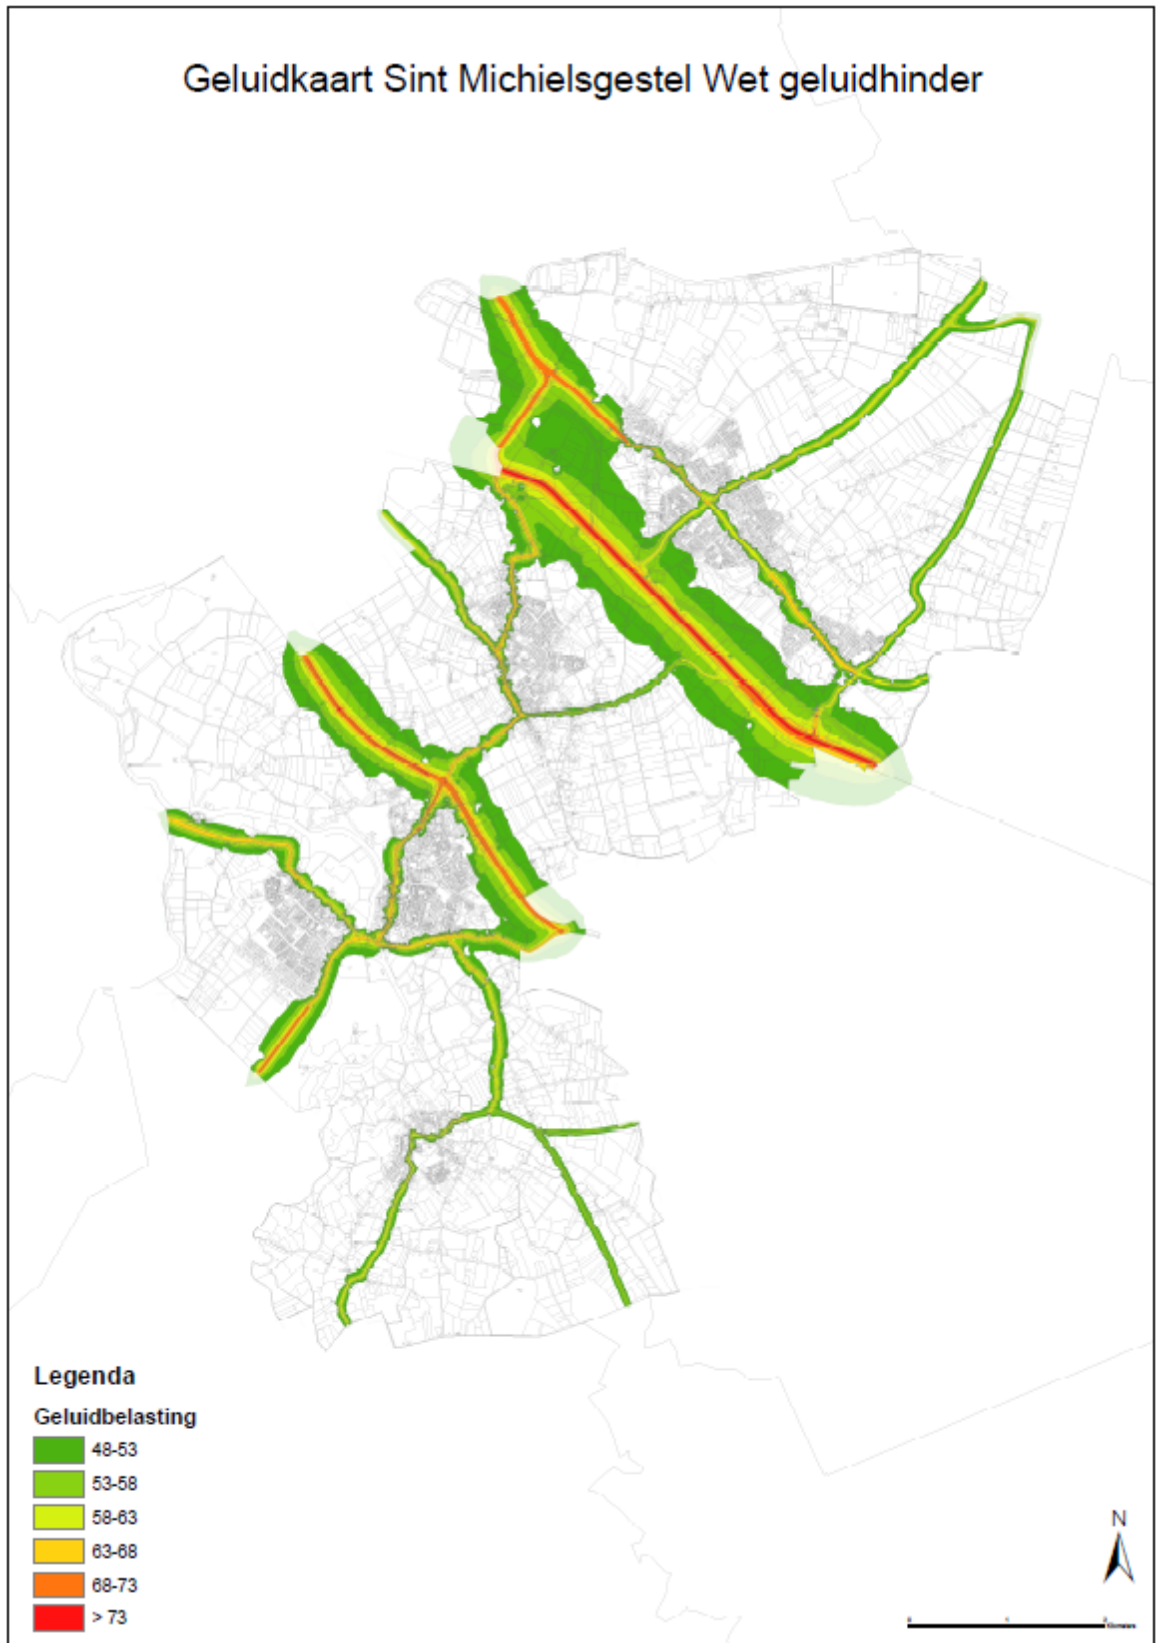 Geluidkaart Sint Michielsgestel Wet geluidhinder
Legenda
Geluidbelasting
48-53
53-58
58-63
63-68
68-73
> 73
N